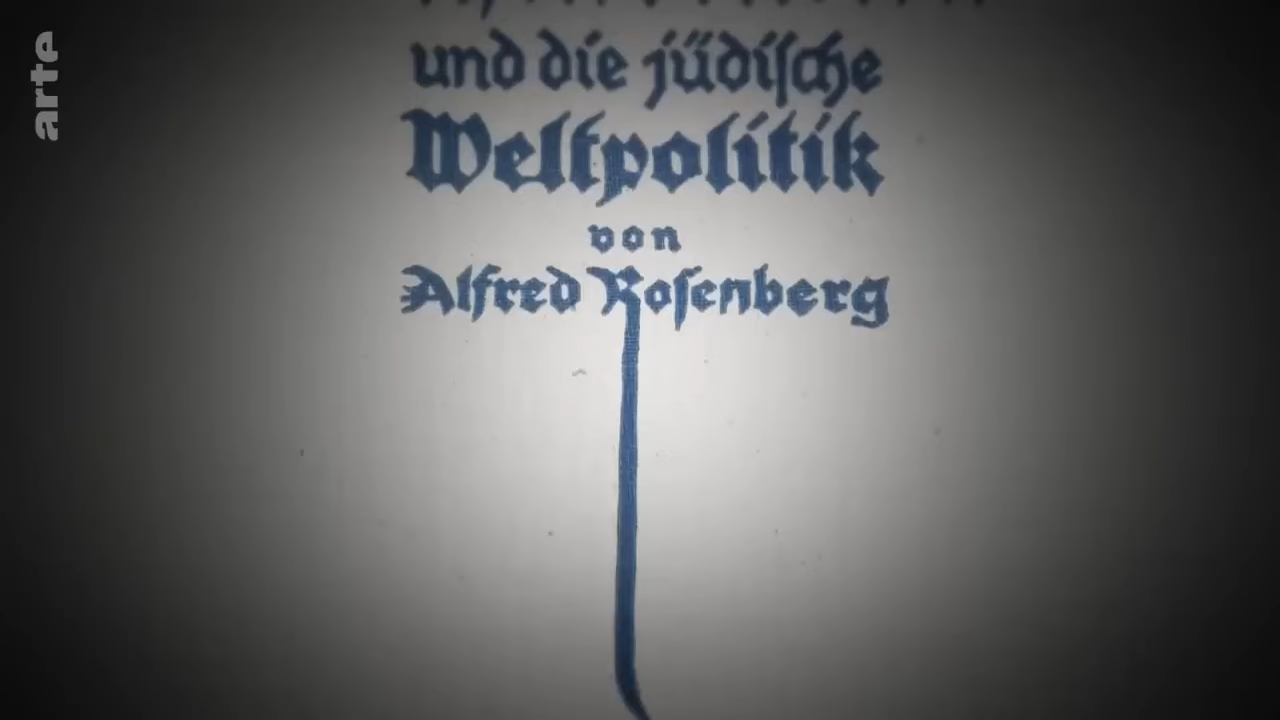 und die jüdische
Weltpolitik
von
Alfred Rosenberg
arte